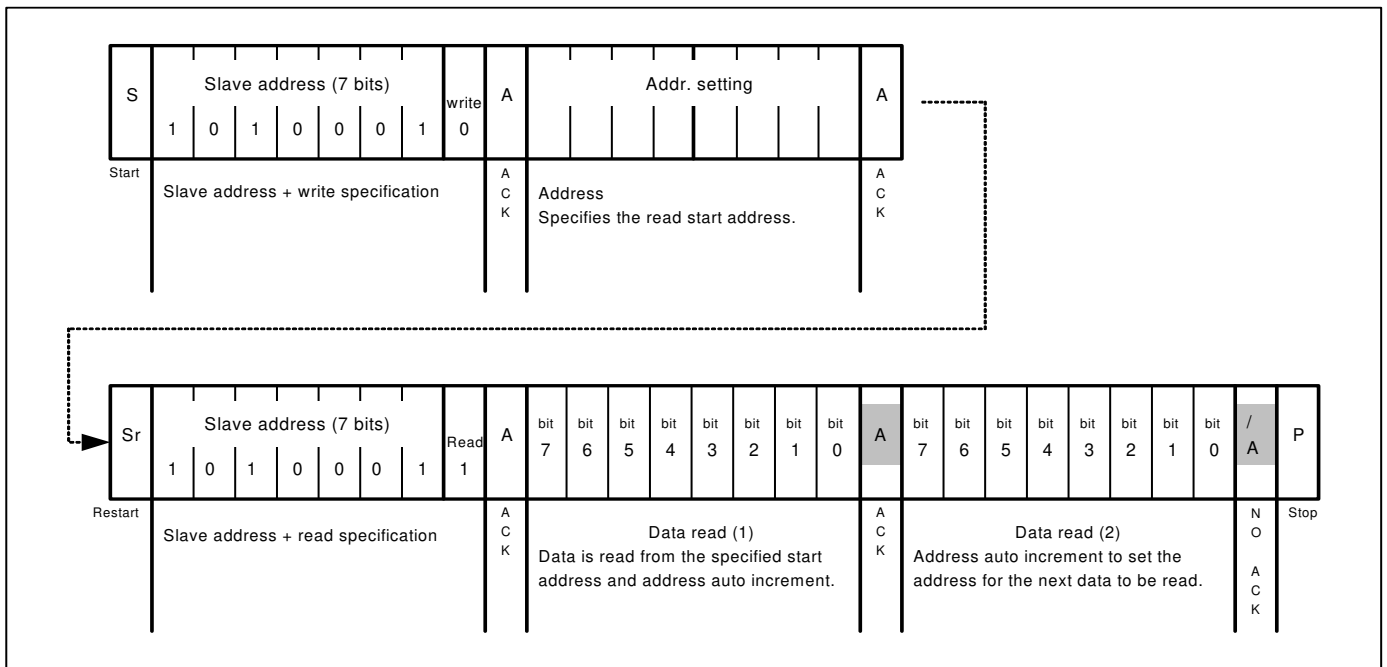 S Slave address (7 bits) write A Addr. setting A
1 0 1 0 0 0 1 0
Start
Slave address + write specification
A
C
K
Address
Specifies the read start address.
A
C
K
Sr Slave address (7 bits) Read A bit bit bit bit bit bit bit bit A bit bit bit bit bit bit bit bit / A P
1 0 1 0 0 0 1 1 7 6 5 4 3 2 1 0 7 6 5 4 3 2 1 0
Restart
Slave address + read specification
A
C
K
Data read (1)
Data is read from the specified start
address and address auto increment.
A
C
K
Data read (2)
Address auto increment to set the
address for the next data to be read.
N
O
A
C
K
Stop